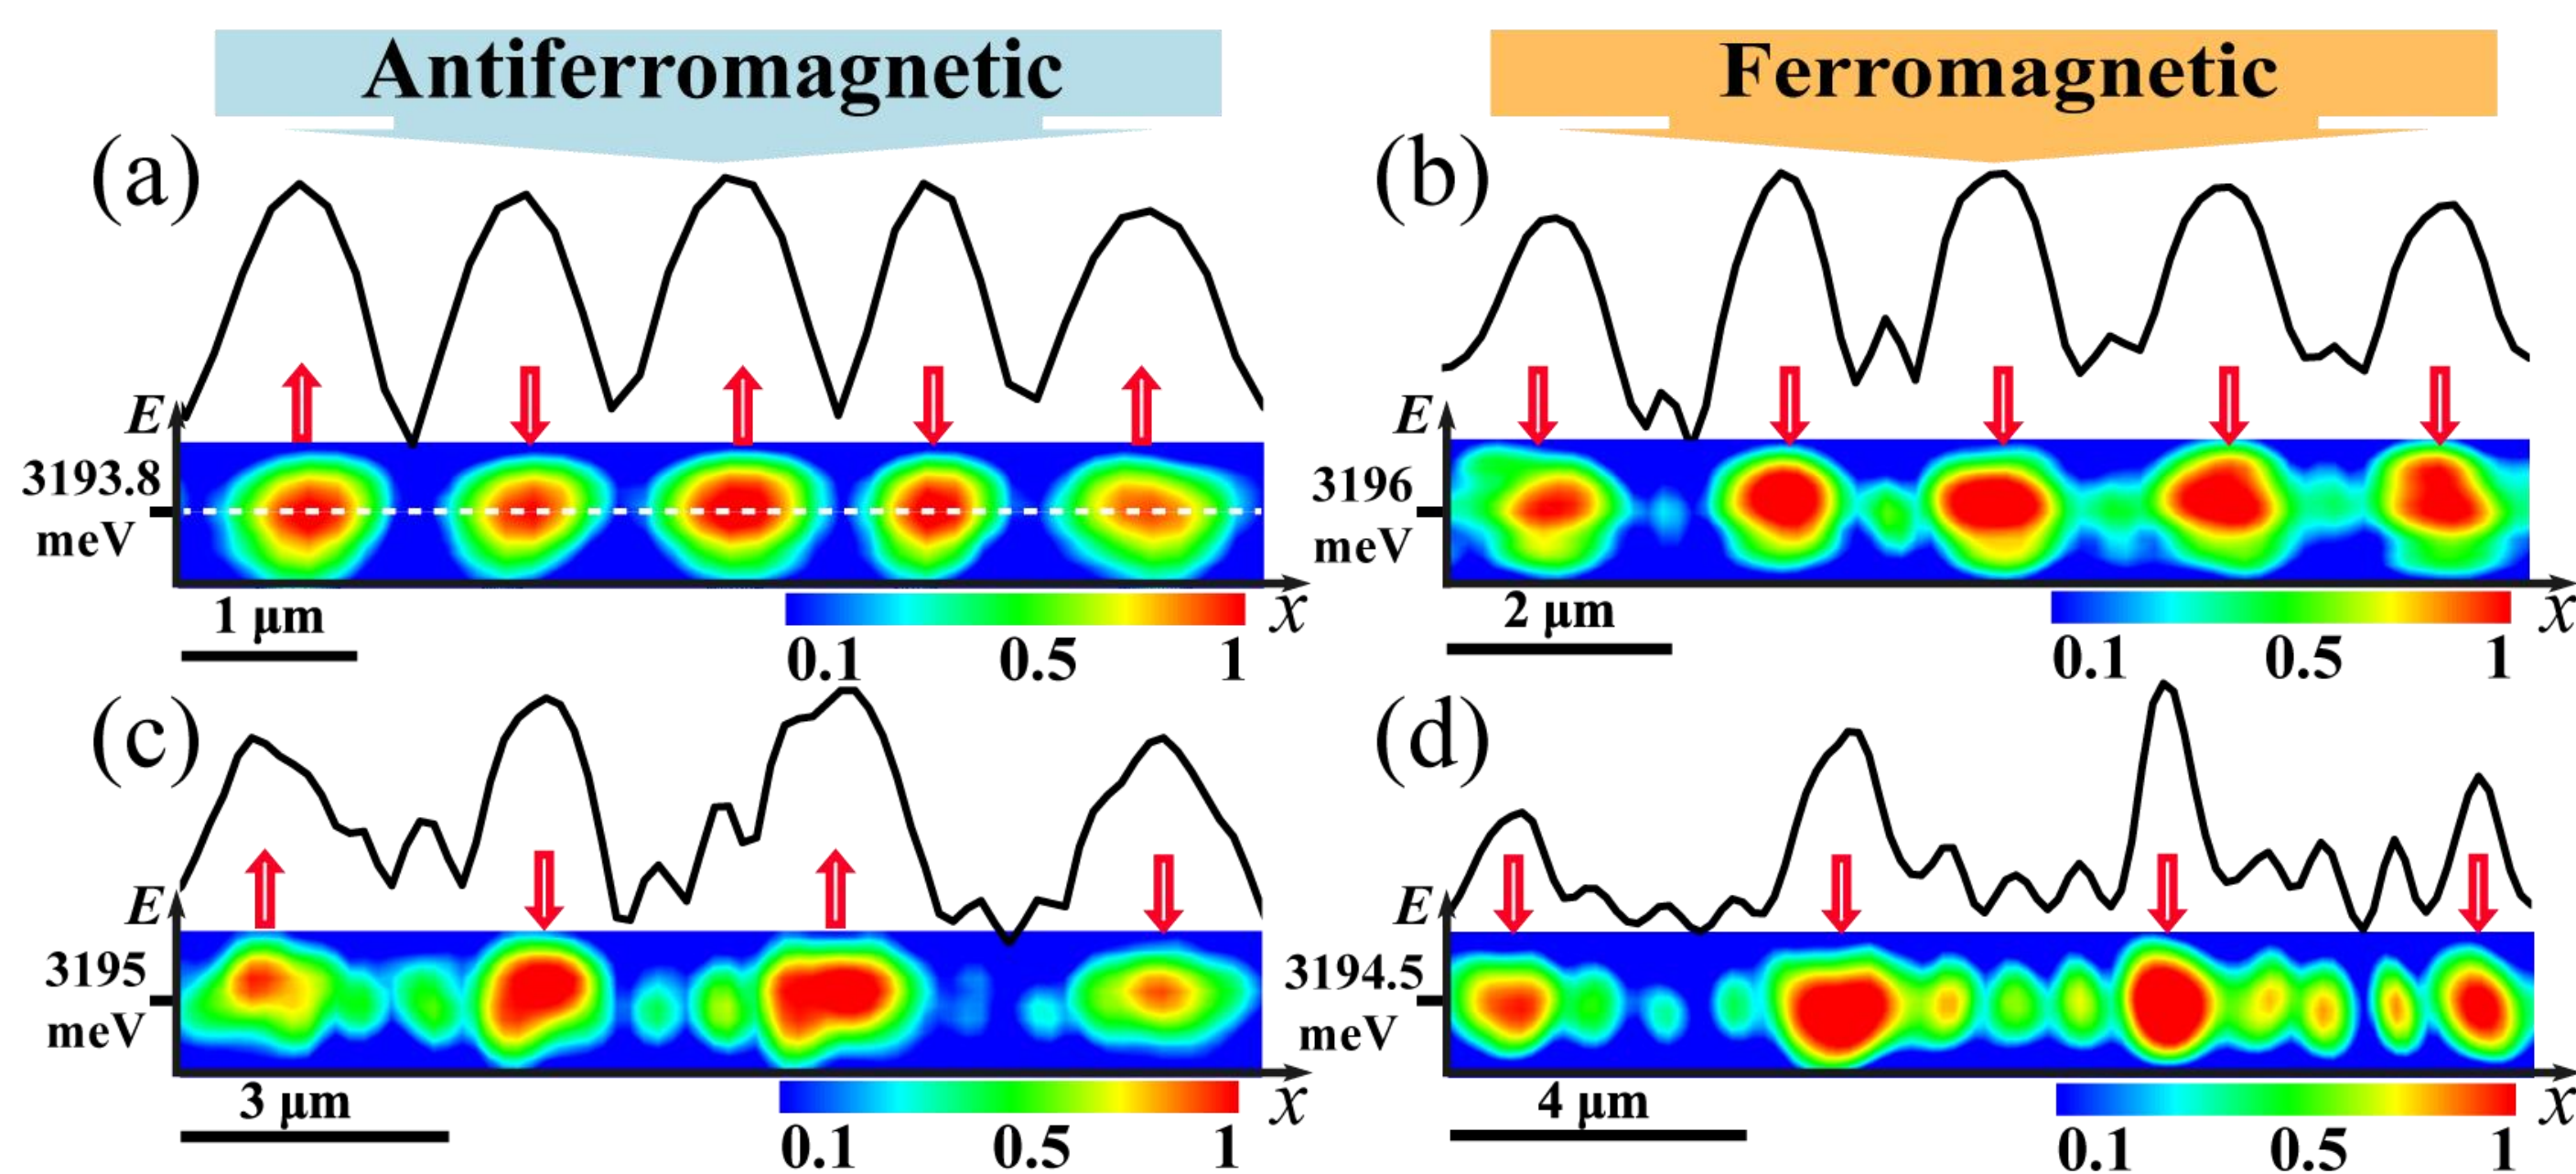 Antiferromagnetic
Ferromagnetic
(a)
E
3193.8
meV
1 μm
x
0.1 0.5 1
(b)
E
3196
meV
2 μm
x
0.1 0.5 1
(c)
E
3195
meV
3 μm
x
0.1 0.5 1
(d)
E
3194.5
meV
4 μm
x
0.1 0.5 1